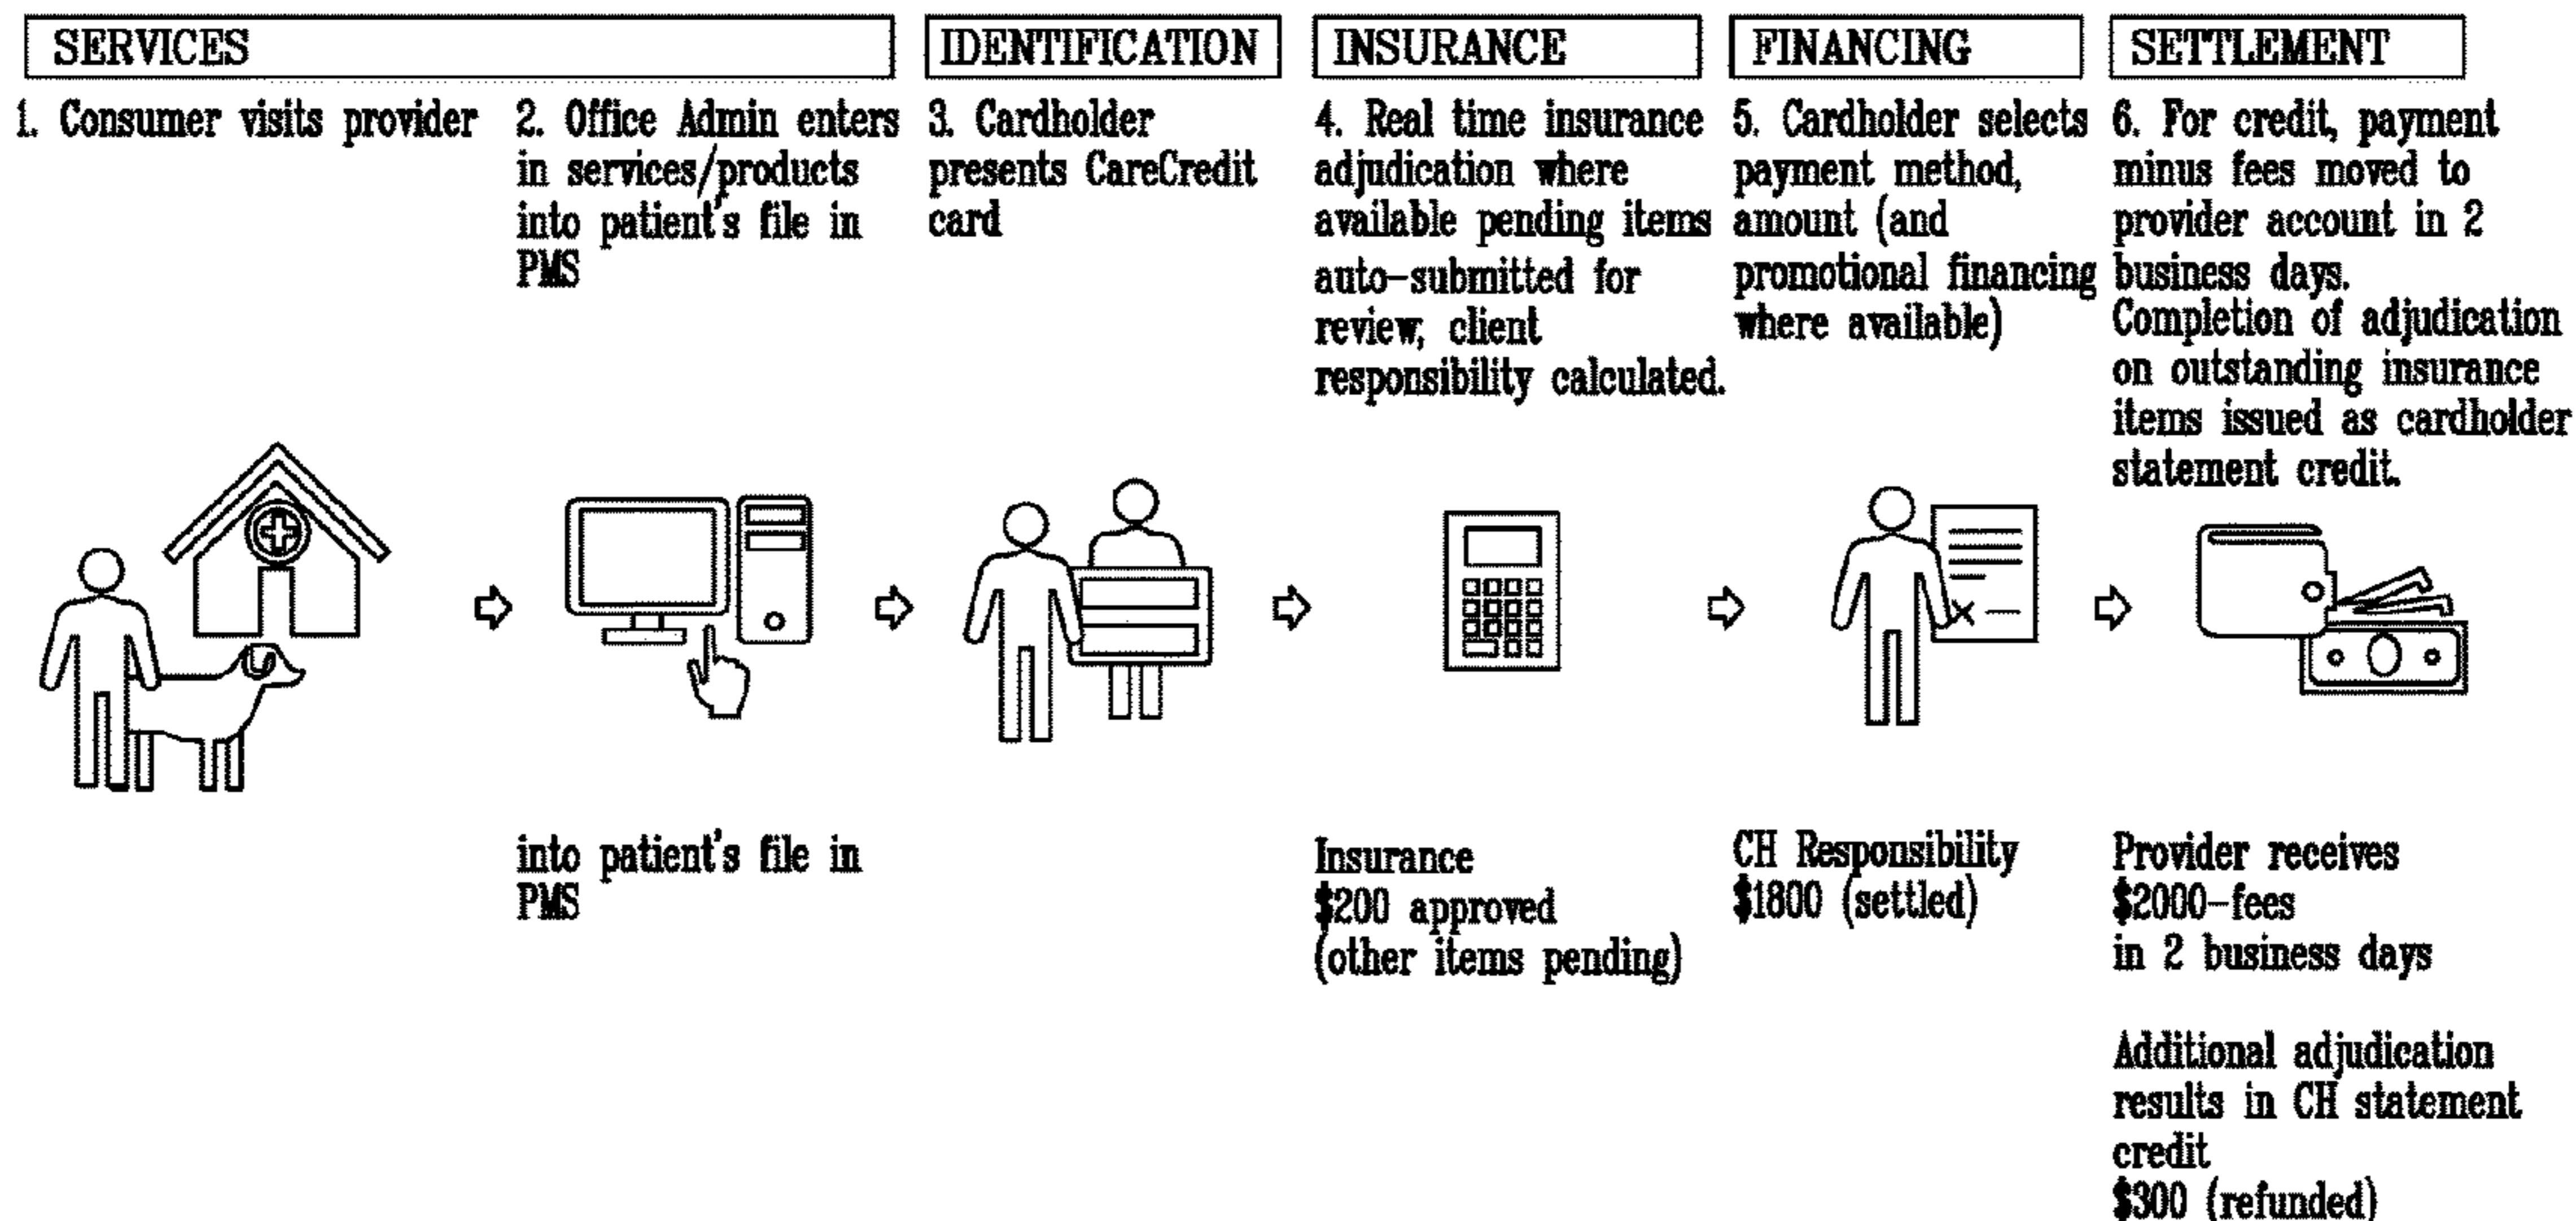 SERVICES
IDENTIFICATION
INSURANCE
FINANCING
SETTLEMENT
1. Consumer visits provider
2. Office Admin enters
in services/products
into patient's file in
PMS
3. Cardholder
presents CareCredit
card
4. Real time insurance
adjudication where
available pending items
auto-submitted for
review, client
responsibility calculated.
5. Cardholder selects
payment method,
amount (and
promotional financing
where available)
6. For credit, payment
minus fees moved to
provider account in 2
business days.
Completion of adjudication
on outstanding insurance
items issued as cardholder
statement credit.
into patient's file in
PMS
Insurance
$200 approved
(other items pending)
CH Responsibility
$1800 (settled)
Provider receives
$2000-fees
in 2 business days
Additional adjudication
results in CH statement
credit
$300 (refunded)